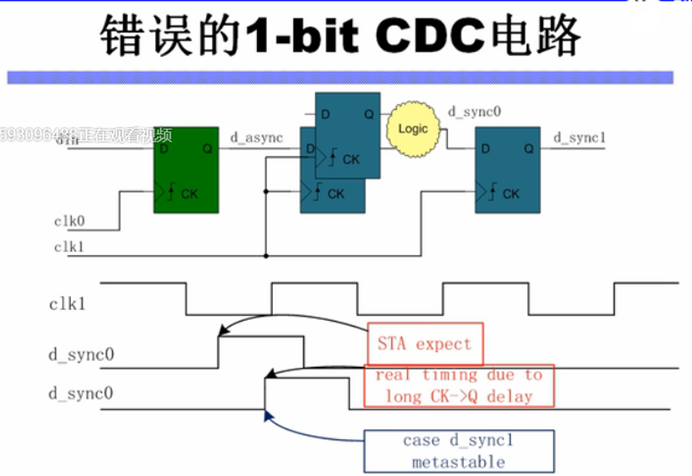 错误的1-bit CDC电路
593096488正在观看视频
din
D
Q
CK
d_async
D
CK
D
Q
CK
Logic
d_sync0
D
Q
CK
d_sync1
clk0
clk1
clk1
STA expect
d_sync0
real timing due to
long CK->Q delay
d_sync0
case d_sync1
metastable